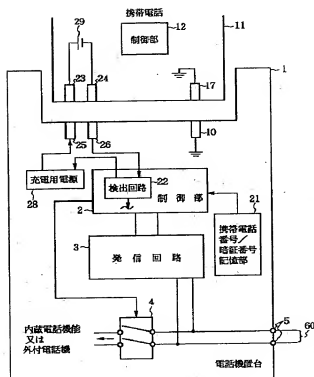 携帯電話
29
12
制御部
11
23
24
17
1
25
26
10
充電用電源
28
検出回路
22
2
制御部
21
3
発信回路
携帯電話
番号／
暗証番号
記憶部
4
内蔵電話機能
又は
外付電話機
5
60
電話機置台